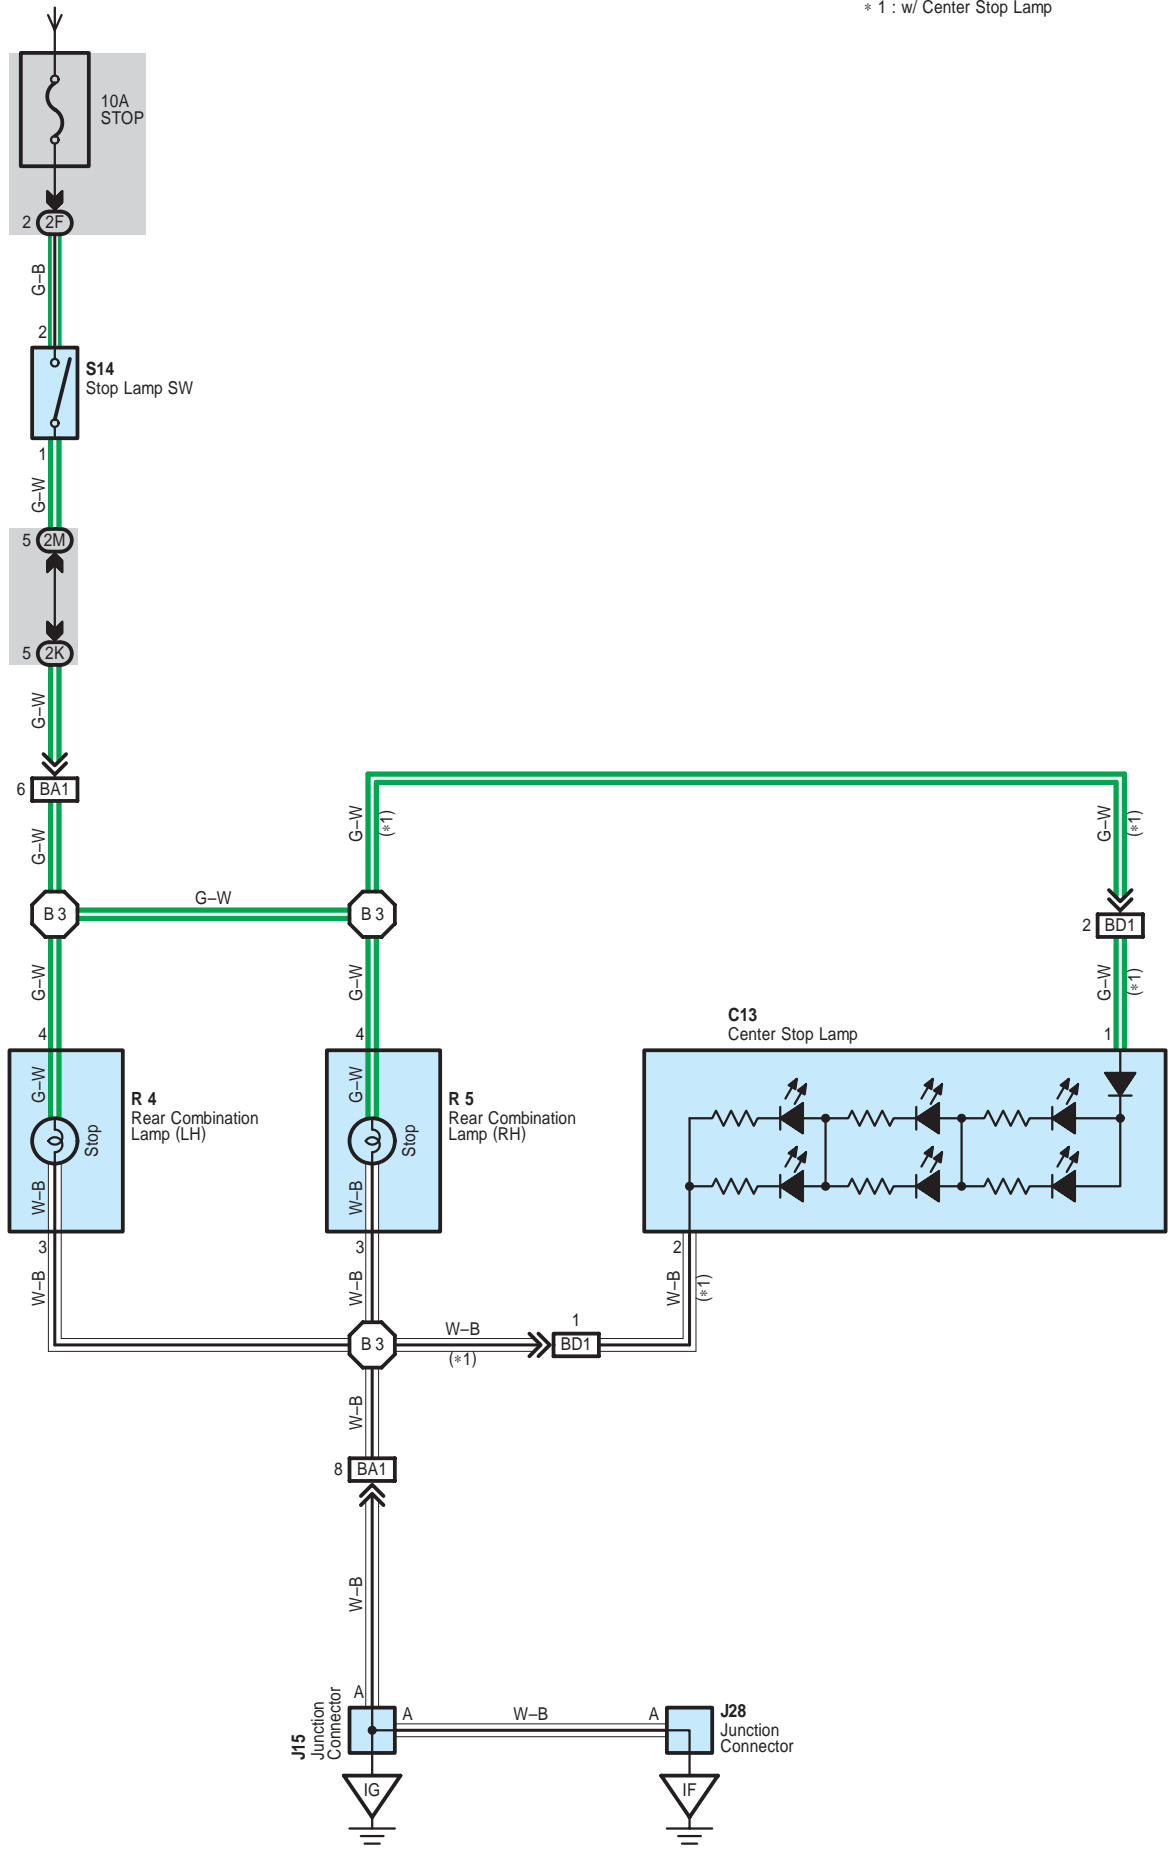 * 1 : w/ Center Stop Lamp
10A
STOP
2 2F
G–B
2
S14
Stop Lamp SW
1
G–W
5 2M
5 2K
G–W
6 BA1
G–W
G–W
(*1)
G–W
(*1)
B 3
G–W
B 3
2 BD1
G–W
G–W
G–W
(*1)
4
4
C13
Center Stop Lamp
1
G–W
Stop
W–B
R 4
Rear Combination
Lamp (LH)
G–W
Stop
W–B
R 5
Rear Combination
Lamp (RH)
3
3
2
W–B
W–B
W–B
(*1)
B 3
W–B
(*1)
1
BD1
W–B
8 BA1
W–B
A
J15
Junction
Connector
A
W–B
A
J28
Junction
Connector
IG
IF